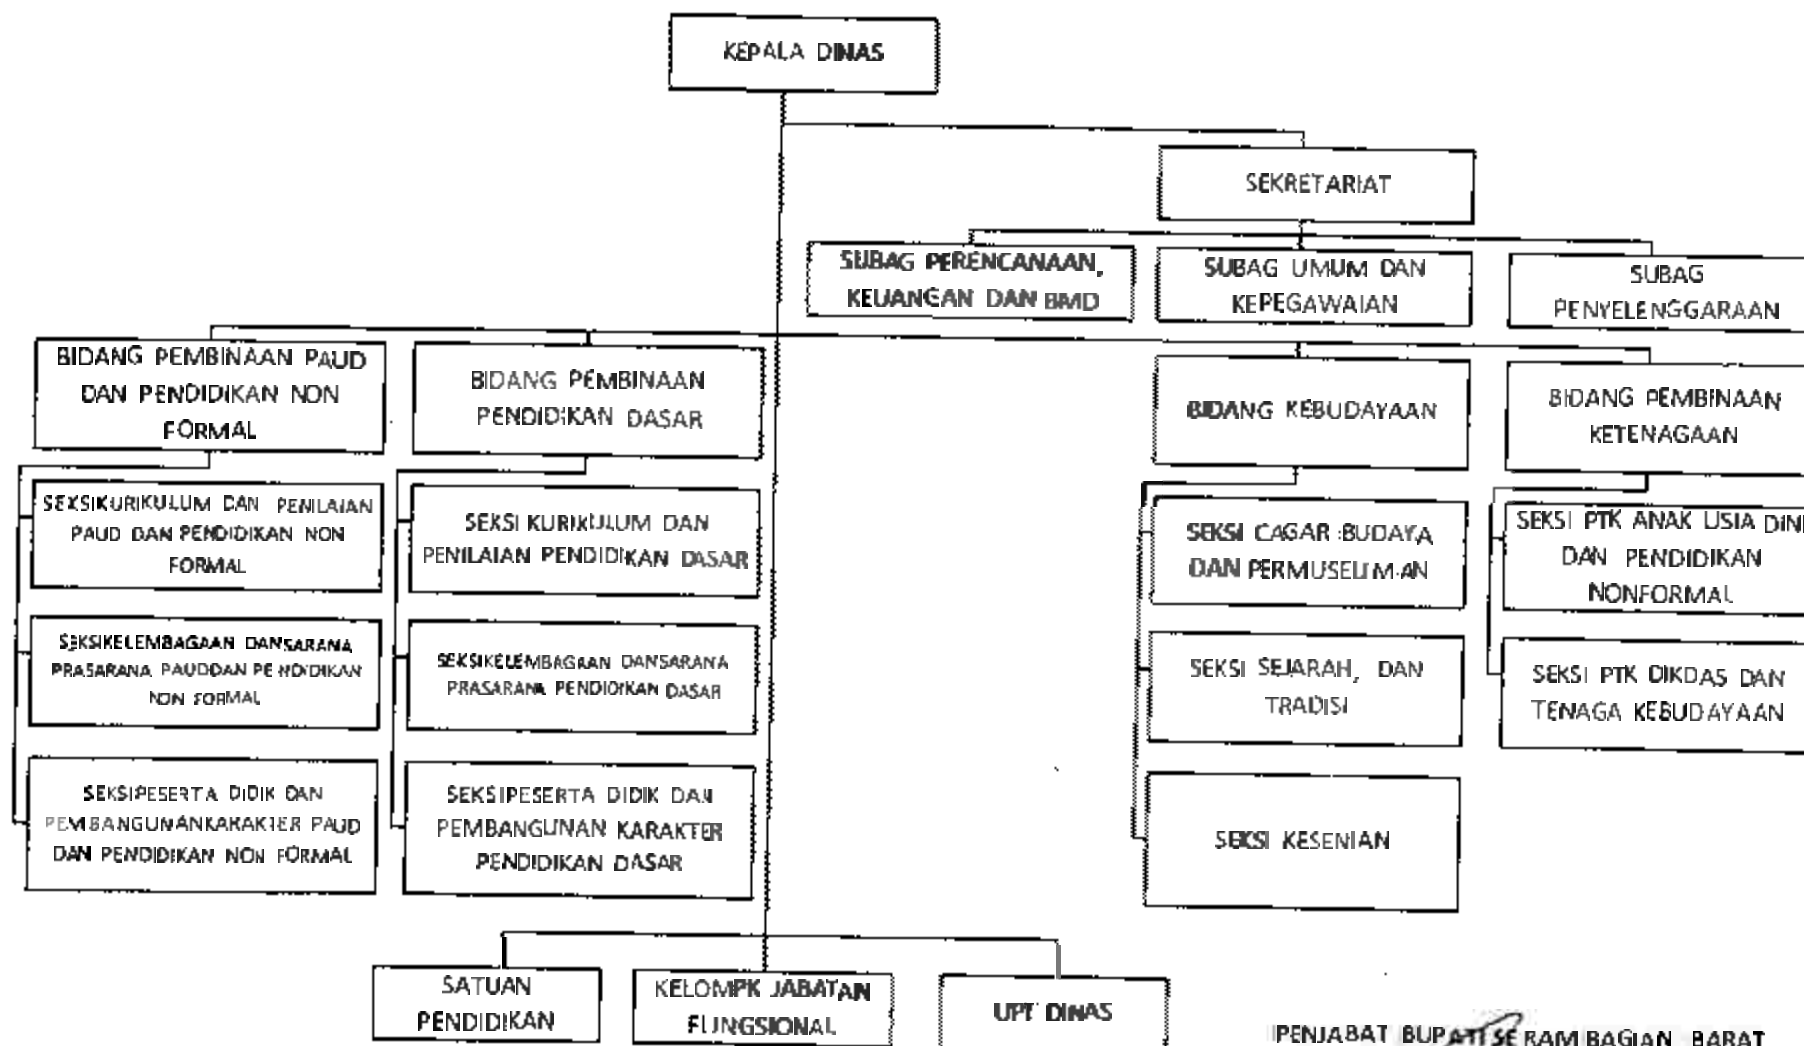 KEPALA DINAS
SEKRETARIAT
SUBAG PERENCANAAN,
KEUANGAN DAN BMD
SUBAG UMUM DAN
KEPEGAWAIAN
SUBAG
PENYELENGGARAAN
BIDANG PEMBINAAN PAUD
DAN PENDIDIKAN NON
FORMAL
BIDANG PEMBINAAN
PENDIDIKAN DASAR
BIDANG KEBUDAYAAN
BIDANG PEMBINAAN
KETENAGAAN
SEKSIKURIKULUM DAN PENILAIAN
PAUD DAN PENDIDIKAN NON
FORMAL
SEKSI KURIKULUM DAN
PENILAIAN PENDIDIKAN DASAR
SEKSI CAGAR BUDAYA
DAN PERMUSEUMAN
SEKSI PTK ANAK USIA DINI
DAN PENDIDIKAN
NONFORMAL
SEKSIKELEMBAGAAN DANSARANA
PRASARANA PAUDDAN PENDIDIKAN
NON FORMAL
SEKSIKELEMBAGAAN DANSARANA
PRASARANA PENDIDIKAN DASAR
SEKSI SEJARAH, DAN
TRADISI
SEKSI PTK DIKDAS DAN
TENAGA KEBUDAYAAN
SEKSIPESERTA DIDIK DAN
PEMBANGUNANKARAKTER PAUD
DAN PENDIDIKAN NON FORMAL
SEKSIPESERTA DIDIK DAN
PEMBANGUNAN KARAKTER
PENDIDIKAN DASAR
SEKSI KESENIAN
SATUAN
PENDIDIKAN
KELOMPK JABATAN
FUNGSIONAL
UPT DINAS
PENJABAT BUPATI SERAM BAGIAN BARAT